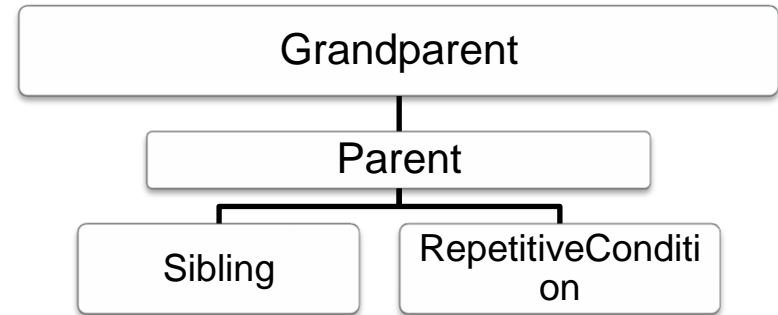 Grandparent
Parent
Sibling
RepetitiveConditi
on